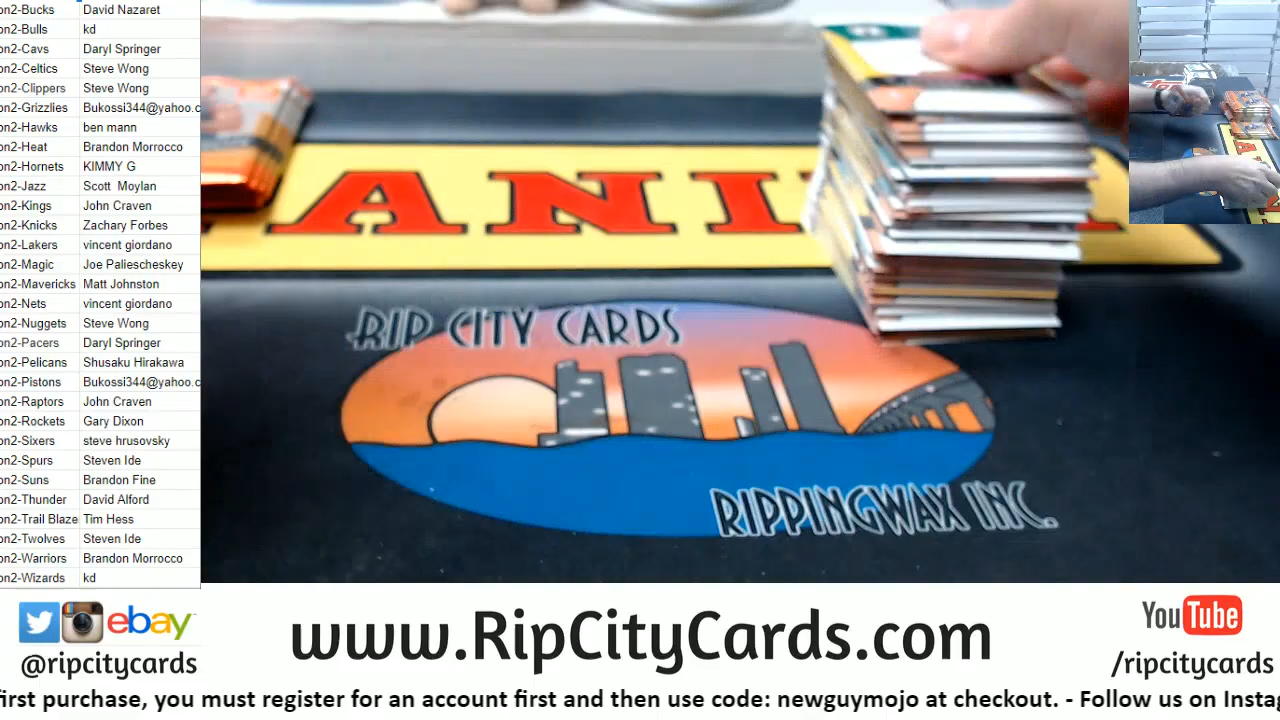 on2-Bucks David Nazaret
on2-Bulls kd
on2-Cavs Daryl Springer
on2-Celtics Steve Wong
on2-Clippers Steve Wong
on2-Grizzlies Bukossi344@yahoo.c
on2-Hawks ben mann
on2-Heat Brandon Morrocco
on2-Hornets KIMMY G
on2-Jazz Scott Moylan
on2-Kings John Craven
on2-Knicks Zachary Forbes
on2-Lakers vincent giordano
on2-Magic Joe Paliescheskey
on2-Mavericks Matt Johnston
on2-Nets vincent giordano
on2-Nuggets Steve Wong
on2-Pacers Daryl Springer
on2-Pelicans Shusaku Hirakawa
on2-Pistons Bukossi344@yahoo.c
on2-Raptors John Craven
on2-Rockets Gary Dixon
on2-Sixers steve hrusovsky
on2-Spurs Steven Ide
on2-Suns Brandon Fine
on2-Thunder David Alford
on2-Trail Blaze Tim Hess
on2-Twolves Steven Ide
on2-Warriors Brandon Morrocco
on2-Wizards kd
ANI
RIP CITY CARDS
RIPPINGWAX INC.
ebay
@ripcitycards
www.RipCityCards.com
YouTube
/ripcitycards
first purchase, you must register for an account first and then use code: newguymojo at checkout. - Follow us on Instag